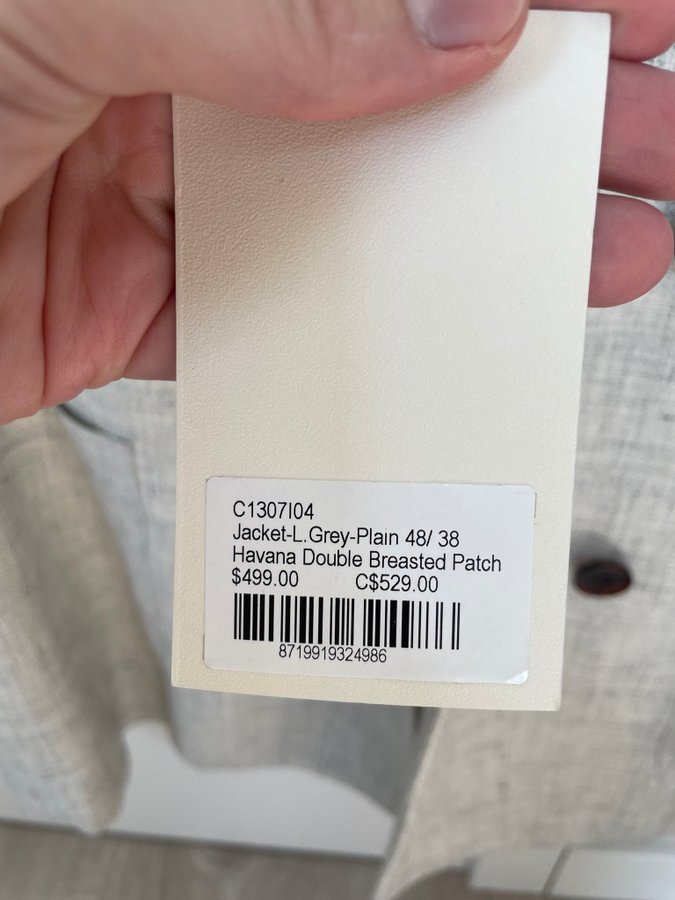 C1307I04
Jacket-L.Grey-Plain 48/ 38
Havana Double Breasted Patch
$499.00 C$529.00
8719919324986